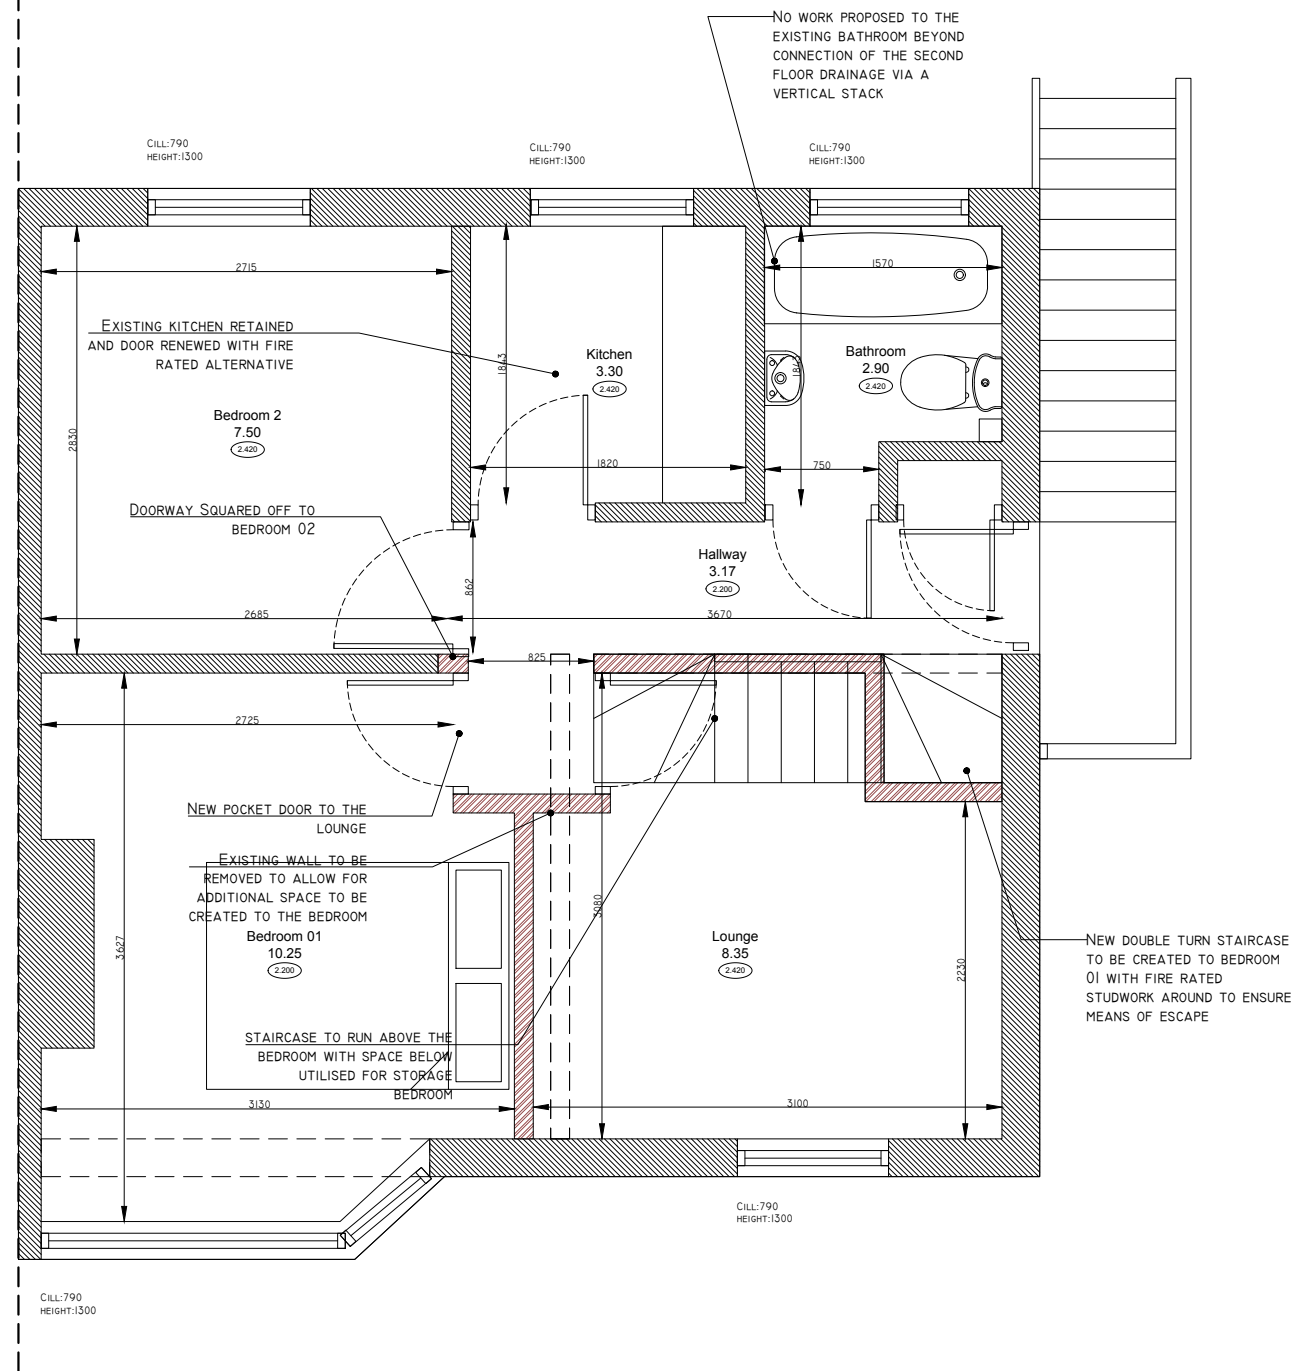 No work proposed to the
existing bathroom beyond
connection of the second
floor drainage via a
vertical stack
Cill:790
height:1300
Cill:790
height:1300
Cill:790
height:1300
2715
1570
Existing kitchen retained
and door renewed with fire
rated alternative
1843
Kitchen
3.30
2.420
1843
Bathroom
2.90
2.420
Bedroom 2
7.50
2.420
2830
1820
750
Doorway Squared off to
bedroom 02
862
Hallway
3.17
2.200
2685
3670
825
2725
New pocket door to the
lounge
Existing wall to be
removed to allow for
additional space to be
created to the bedroom
Bedroom 01
10.25
2.200
3627
3080
Lounge
8.35
2.420
2230
New double turn staircase
to be created to bedroom
01 with fire rated
studwork around to ensure
means of escape
staircase to run above the
bedroom with space below
utilised for storage
bedroom
3130
3100
Cill:790
height:1300
Cill:790
height:1300